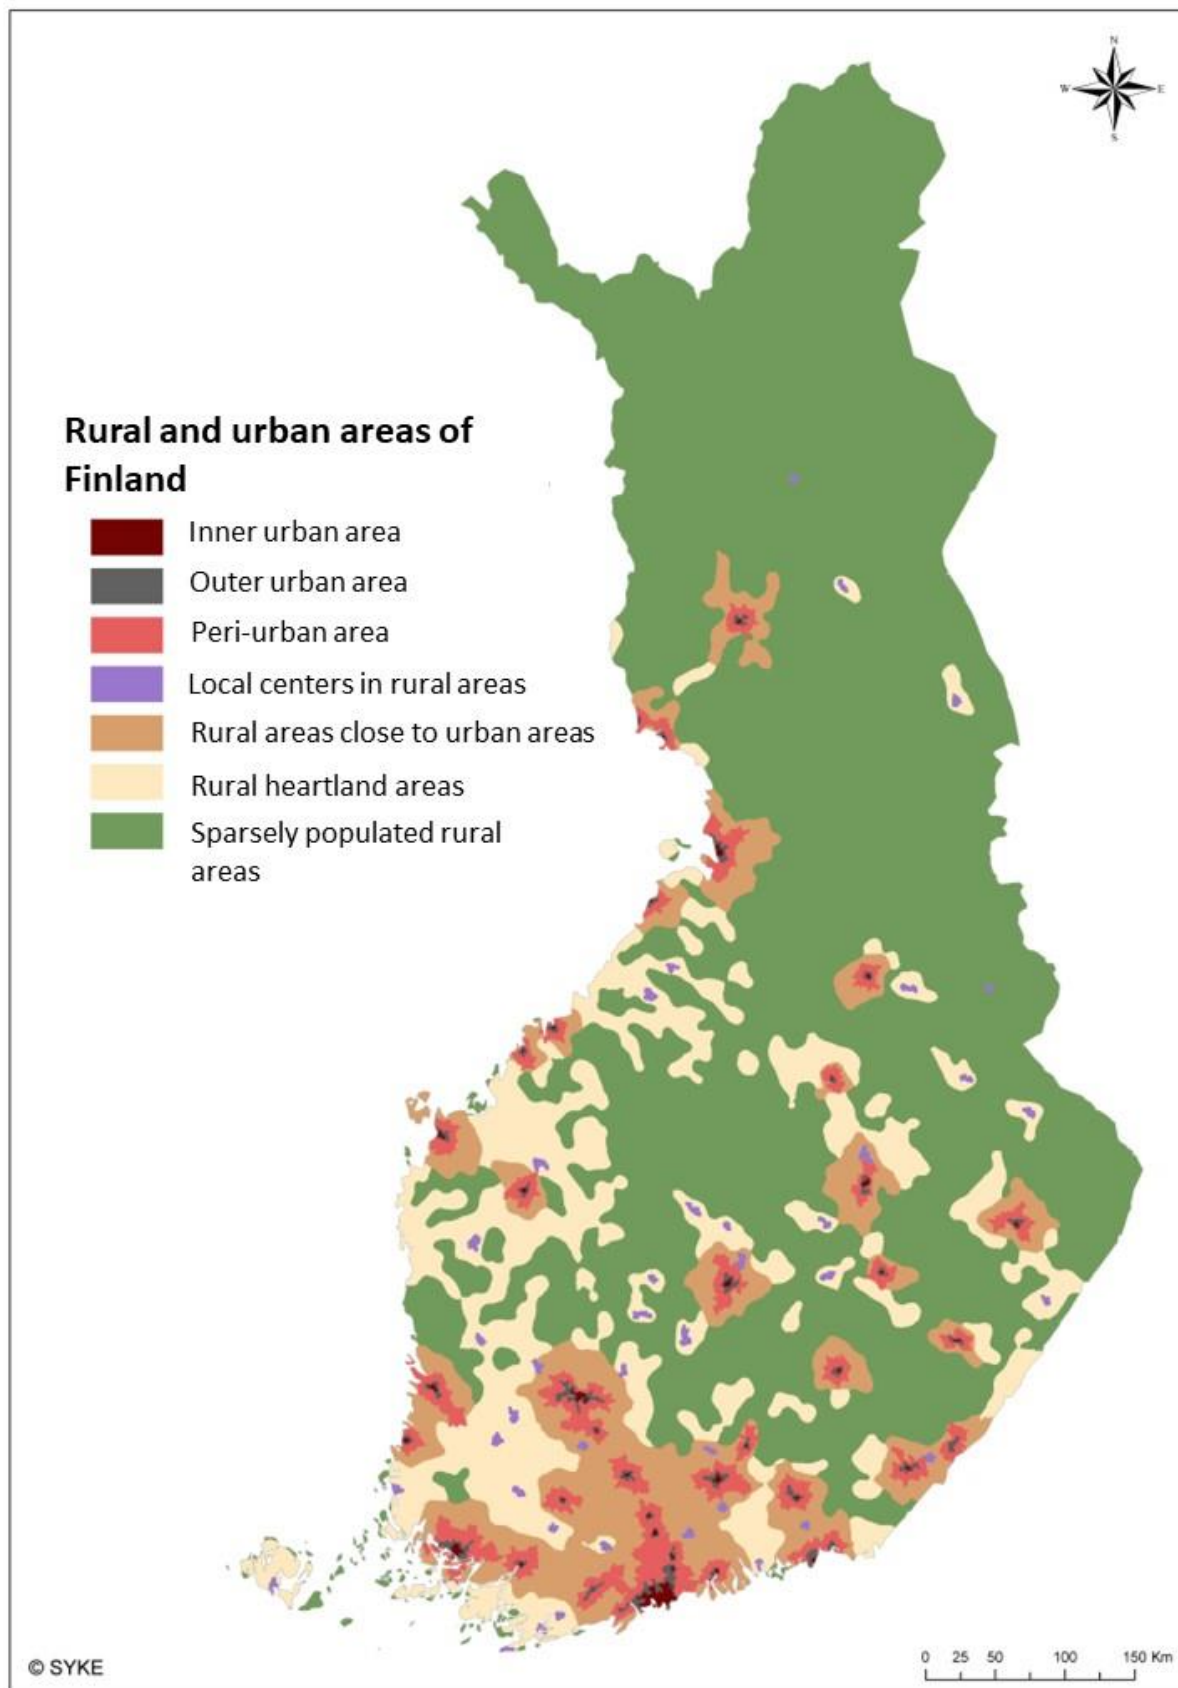 N
W E
S
Rural and urban areas of
Finland
Inner urban area
Outer urban area
Peri-urban area
Local centers in rural areas
Rural areas close to urban areas
Rural heartland areas
Sparsely populated rural
areas
© SYKE
0 25 50 100 150 Km